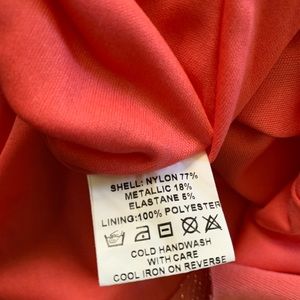 SHELL: NYLON 77%
METALLIC 18%
ELASTANE 5%
LINING:100% POLYESTER
COLD HANDWASH
WITH CARE
COOL IRON ON REVERSE